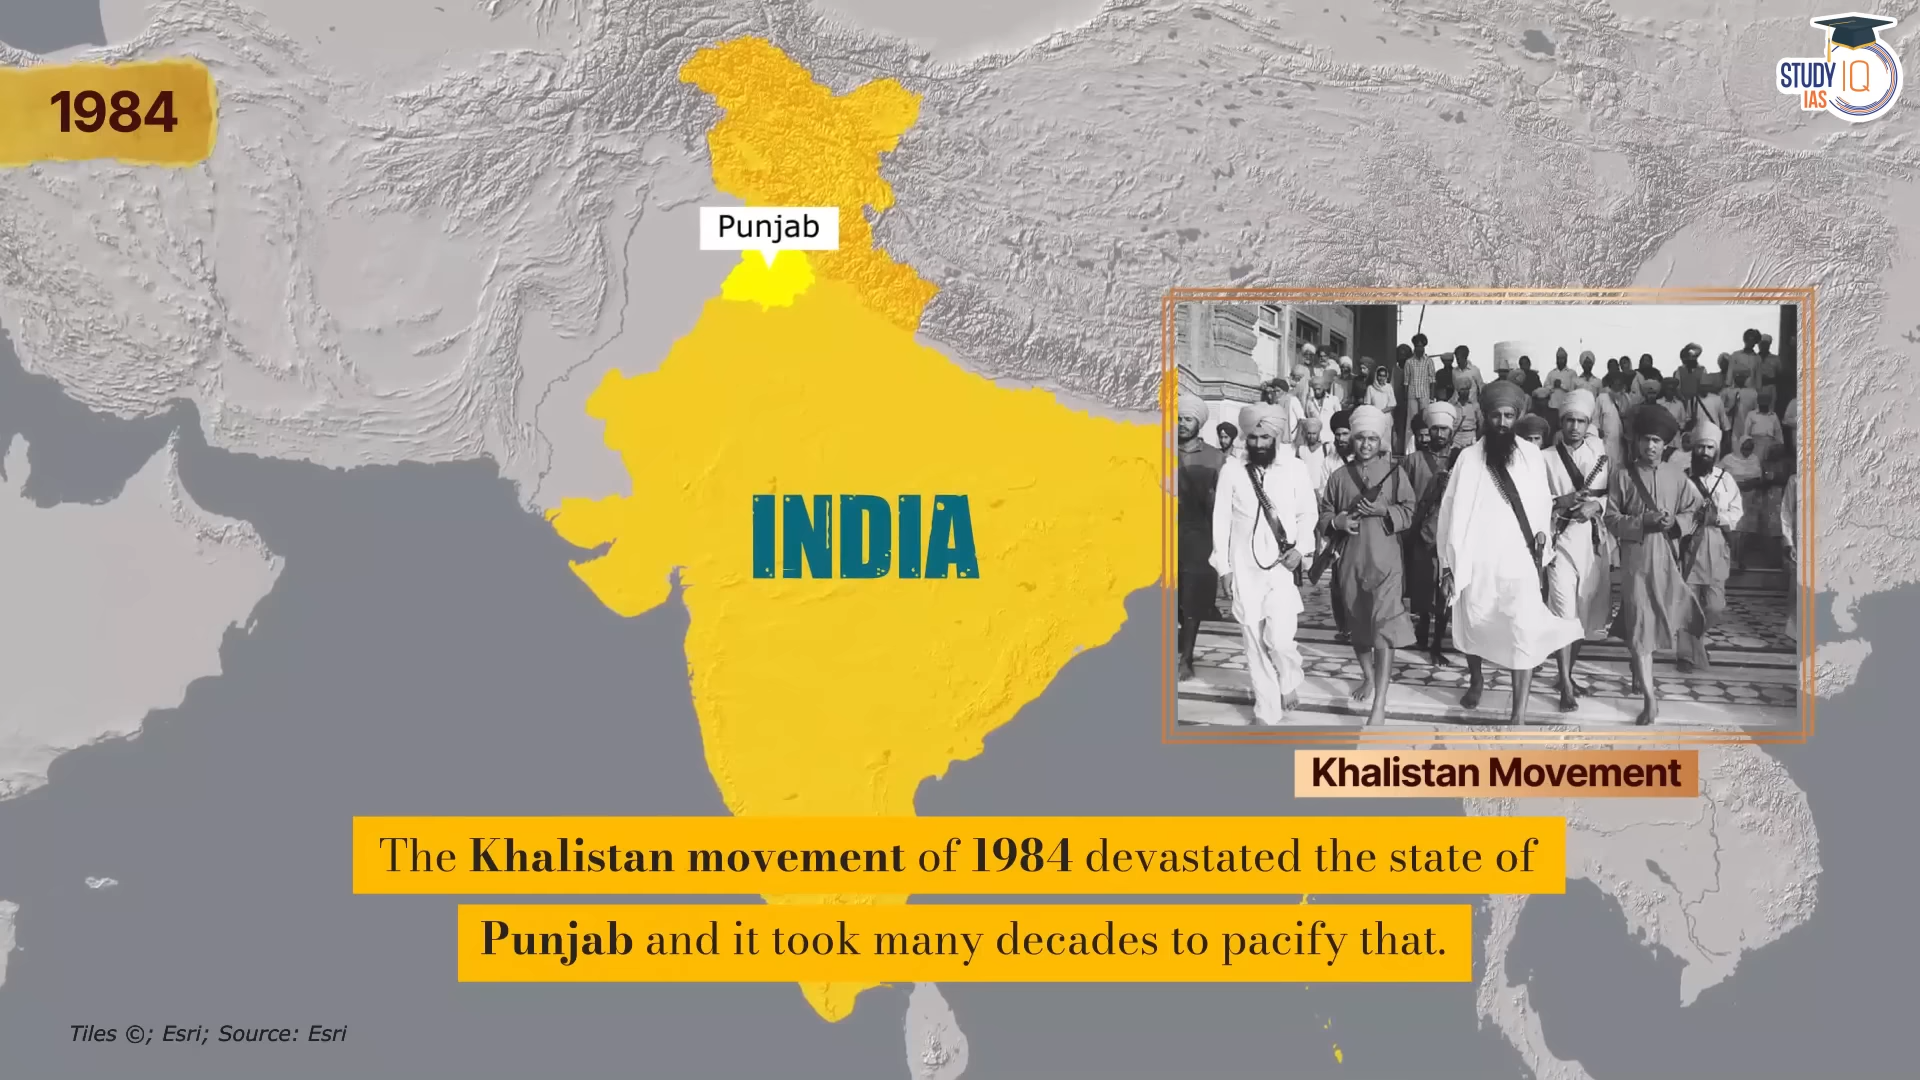 1984
STUDY IQ
IAS
Punjab
INDIA
Khalistan Movement
The Khalistan movement of 1984 devastated the state of
Punjab and it took many decades to pacify that.
Tiles ©; Esri; Source: Esri